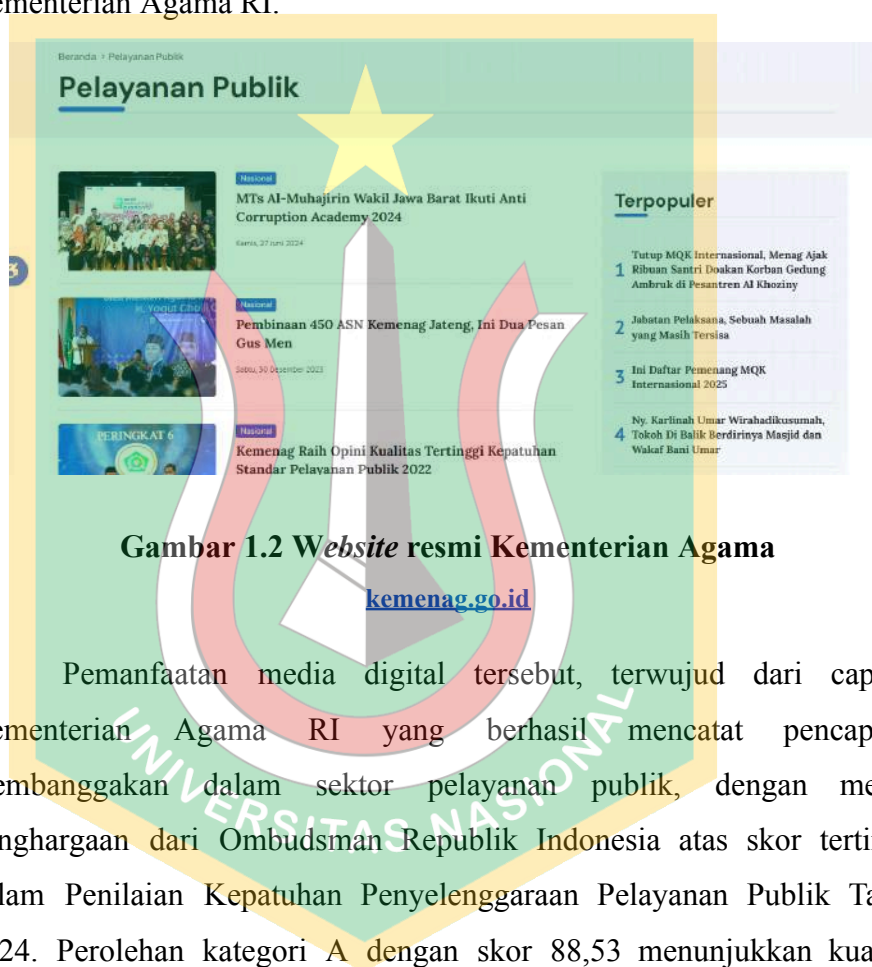 Kementerian Agama RI.
Beranda › Pelayanan Publik
Pelayanan Publik
Nasional
MTs Al-Muhajirin Wakil Jawa Barat Ikuti Anti
Corruption Academy 2024
Kamis, 27 Juni 2024
Nasional
Pembinaan 450 ASN Kemenag Jateng, Ini Dua Pesan
Gus Men
Sabtu, 30 Desember 2023
PERINGKAT 6
Nasional
Kemenag Raih Opini Kualitas Tertinggi Kepatuhan
Standar Pelayanan Publik 2022
Terpopuler
1 Tutup MQK Internasional, Menag Ajak
Ribuan Santri Doakan Korban Gedung
Ambruk di Pesantren Al Khoziny
2 Jabatan Pelaksana, Sebuah Masalah
yang Masih Tersisa
3 Ini Daftar Pemenang MQK
Internasional 2025
4 Ny. Karlinah Umar Wirahadikusumah,
Tokoh Di Balik Berdirinya Masjid dan
Wakaf Bani Umar
Gambar 1.2 Website resmi Kementerian Agama
kemenag.go.id
Pemanfaatan media digital tersebut, terwujud dari cap
ementerian Agama RI yang berhasil mencatat pencap
embanggakan dalam sektor pelayanan publik, dengan me
nghargaan dari Ombudsman Republik Indonesia atas skor terti
lam Penilaian Kepatuhan Penyelenggaraan Pelayanan Publik Ta
24. Perolehan kategori A dengan skor 88,53 menunjukkan kua
UNIVERSITAS NASIONAL